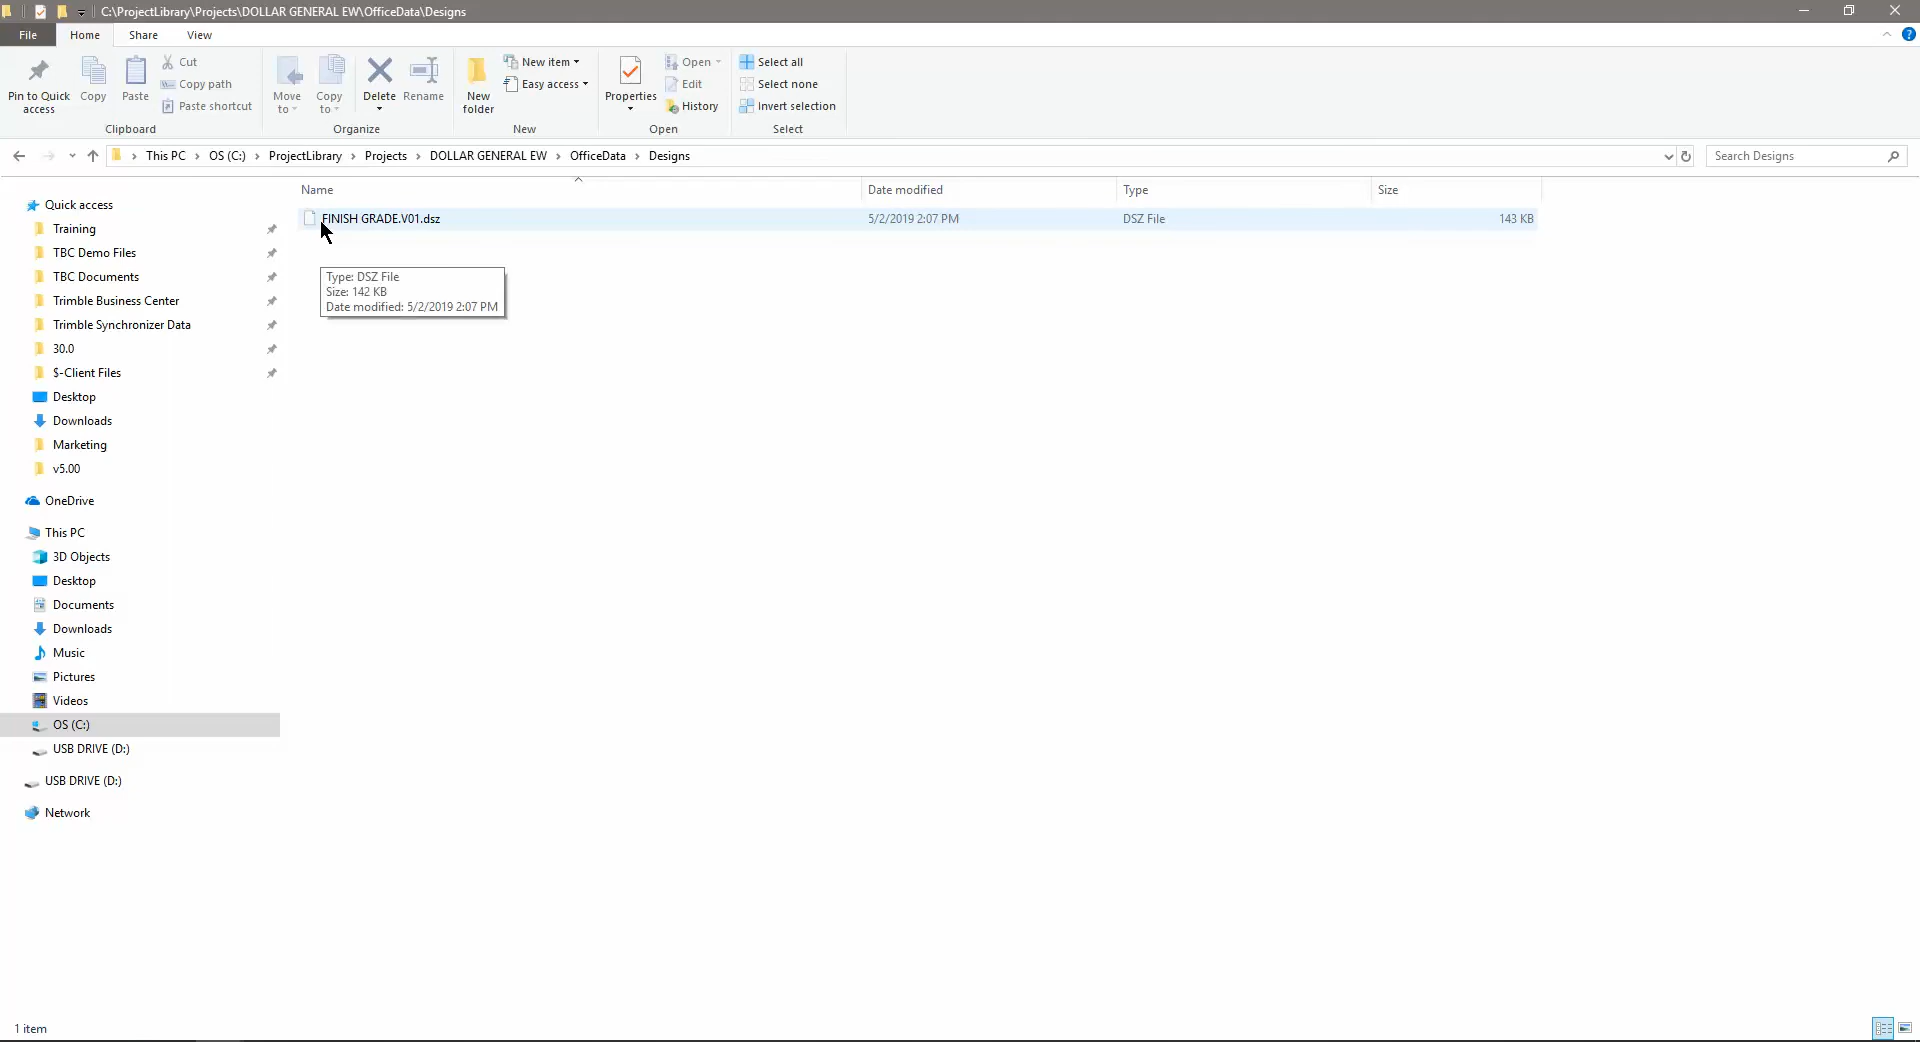 C:\ProjectLibrary\Projects\DOLLAR GENERAL EW\OfficeData\Designs
File Home Share View
Pin to Quick access
Copy
Paste
Cut
Copy path
Paste shortcut
Clipboard
Move to
Copy to
Delete
Rename
Organize
New folder
New item
Easy access
New
Properties
Open
Edit
History
Open
Select all
Select none
Invert selection
Select
This PC > OS (C:) > ProjectLibrary > Projects > DOLLAR GENERAL EW > OfficeData > Designs
Search Designs
Name Date modified Type Size
FINISH GRADE.V01.dsz 5/2/2019 2:07 PM DSZ File 143 KB
Type: DSZ File
Size: 142 KB
Date modified: 5/2/2019 2:07 PM
Quick access
Training
TBC Demo Files
TBC Documents
Trimble Business Center
Trimble Synchronizer Data
30.0
$-Client Files
Desktop
Downloads
Marketing
v5.00
OneDrive
This PC
3D Objects
Desktop
Documents
Downloads
Music
Pictures
Videos
OS (C:)
USB DRIVE (D:)
USB DRIVE (D:)
Network
1 item